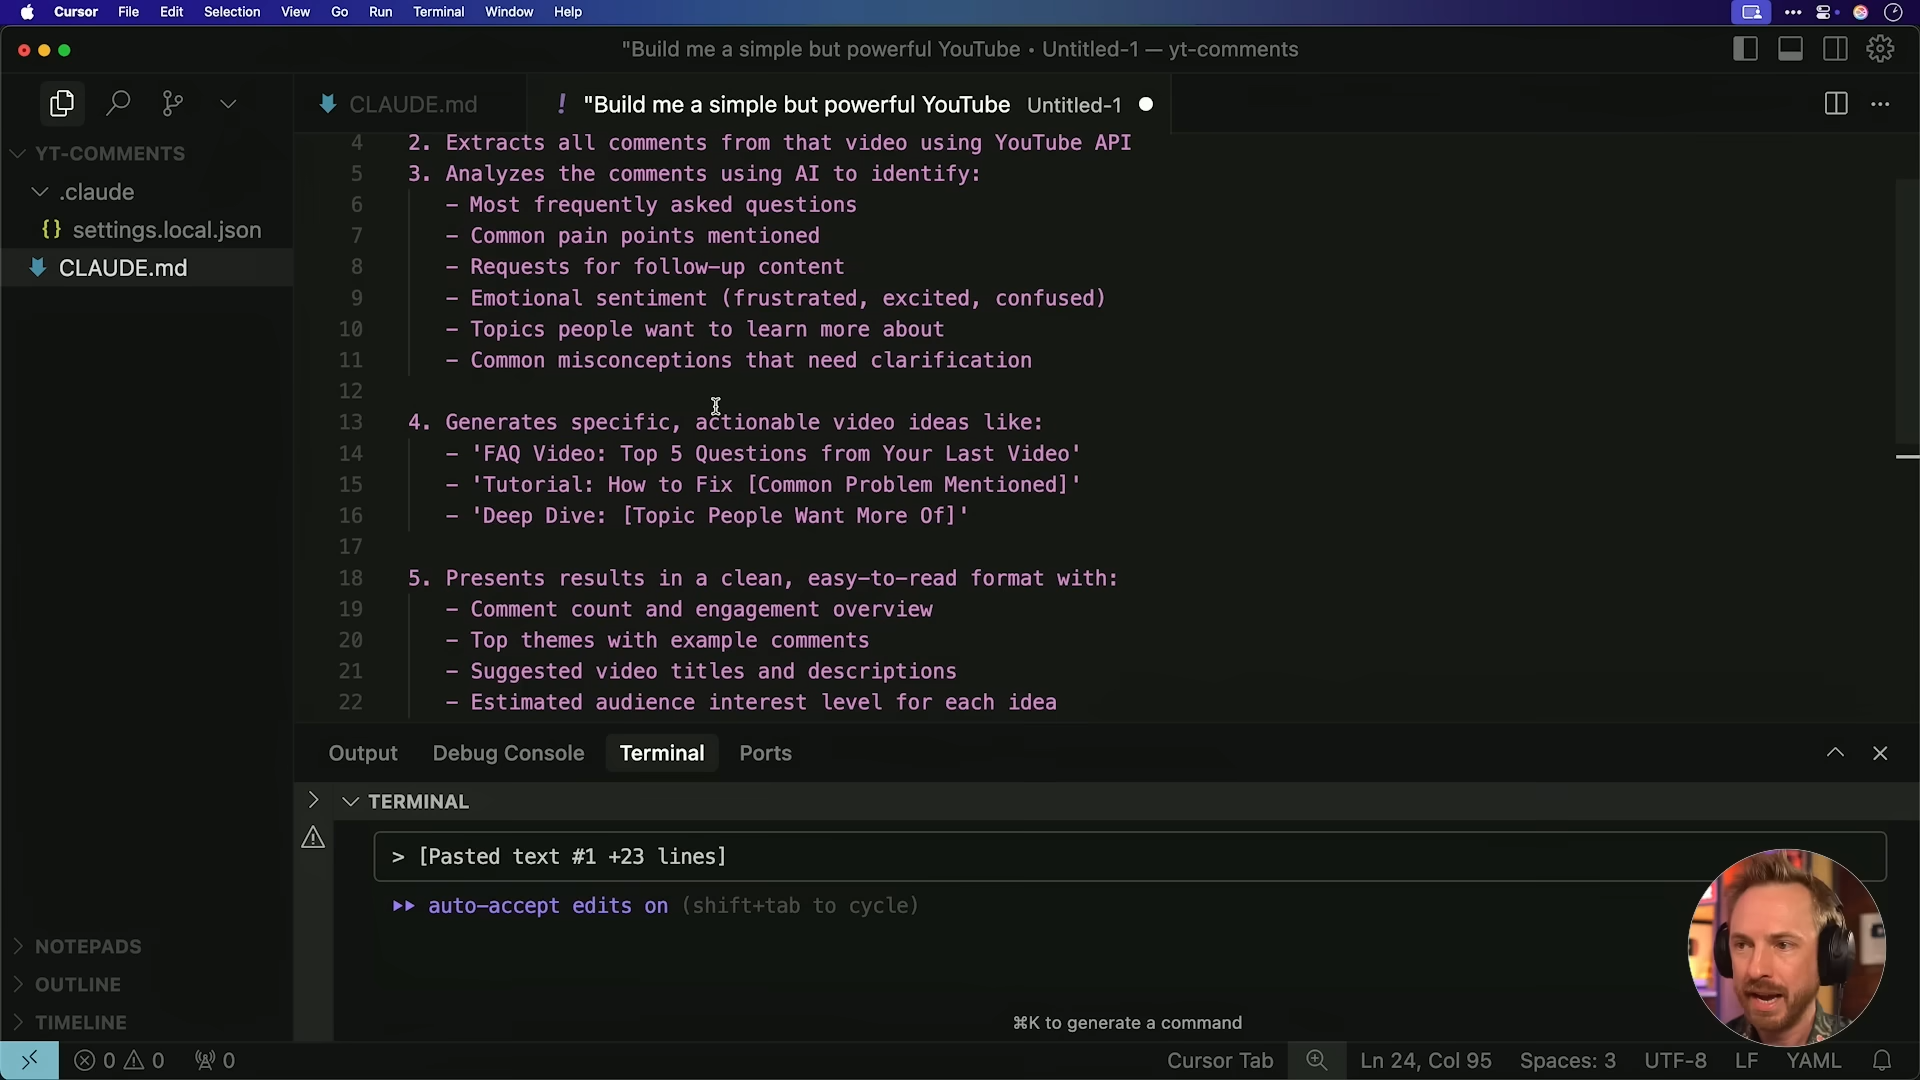 Cursor File Edit Selection View Go Run Terminal Window Help
"Build me a simple but powerful YouTube • Untitled-1 — yt-comments
CLAUDE.md
! "Build me a simple but powerful YouTube Untitled-1
YT-COMMENTS
.claude
{} settings.local.json
CLAUDE.md
4 2. Extracts all comments from that video using YouTube API
5 3. Analyzes the comments using AI to identify:
6 - Most frequently asked questions
7 - Common pain points mentioned
8 - Requests for follow-up content
9 - Emotional sentiment (frustrated, excited, confused)
10 - Topics people want to learn more about
11 - Common misconceptions that need clarification
12
13 4. Generates specific, actionable video ideas like:
14 - 'FAQ Video: Top 5 Questions from Your Last Video'
15 - 'Tutorial: How to Fix [Common Problem Mentioned]'
16 - 'Deep Dive: [Topic People Want More Of]'
17
18 5. Presents results in a clean, easy-to-read format with:
19 - Comment count and engagement overview
20 - Top themes with example comments
21 - Suggested video titles and descriptions
22 - Estimated audience interest level for each idea
Output Debug Console Terminal Ports
TERMINAL
> [Pasted text #1 +23 lines]
auto-accept edits on (shift+tab to cycle)
⌘K to generate a command
NOTEPADS
OUTLINE
TIMELINE
0 0 0 Cursor Tab Ln 24, Col 95 Spaces: 3 UTF-8 LF YAML